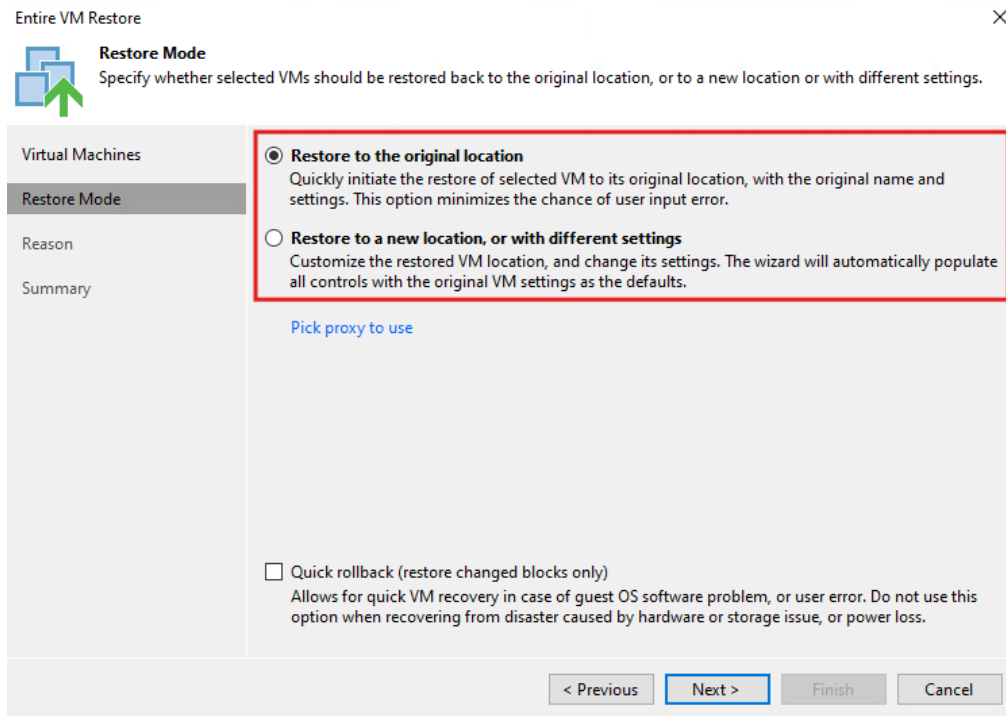 Entire VM Restore
Restore Mode
Specify whether selected VMs should be restored back to the original location, or to a new location or with different settings.
Virtual Machines
Restore Mode
Reason
Summary
Restore to the original location
Quickly initiate the restore of selected VM to its original location, with the original name and
settings. This option minimizes the chance of user input error.
Restore to a new location, or with different settings
Customize the restored VM location, and change its settings. The wizard will automatically populate
all controls with the original VM settings as the defaults.
Pick proxy to use
Quick rollback (restore changed blocks only)
Allows for quick VM recovery in case of guest OS software problem, or user error. Do not use this
option when recovering from disaster caused by hardware or storage issue, or power loss.
< Previous
Next >
Finish
Cancel